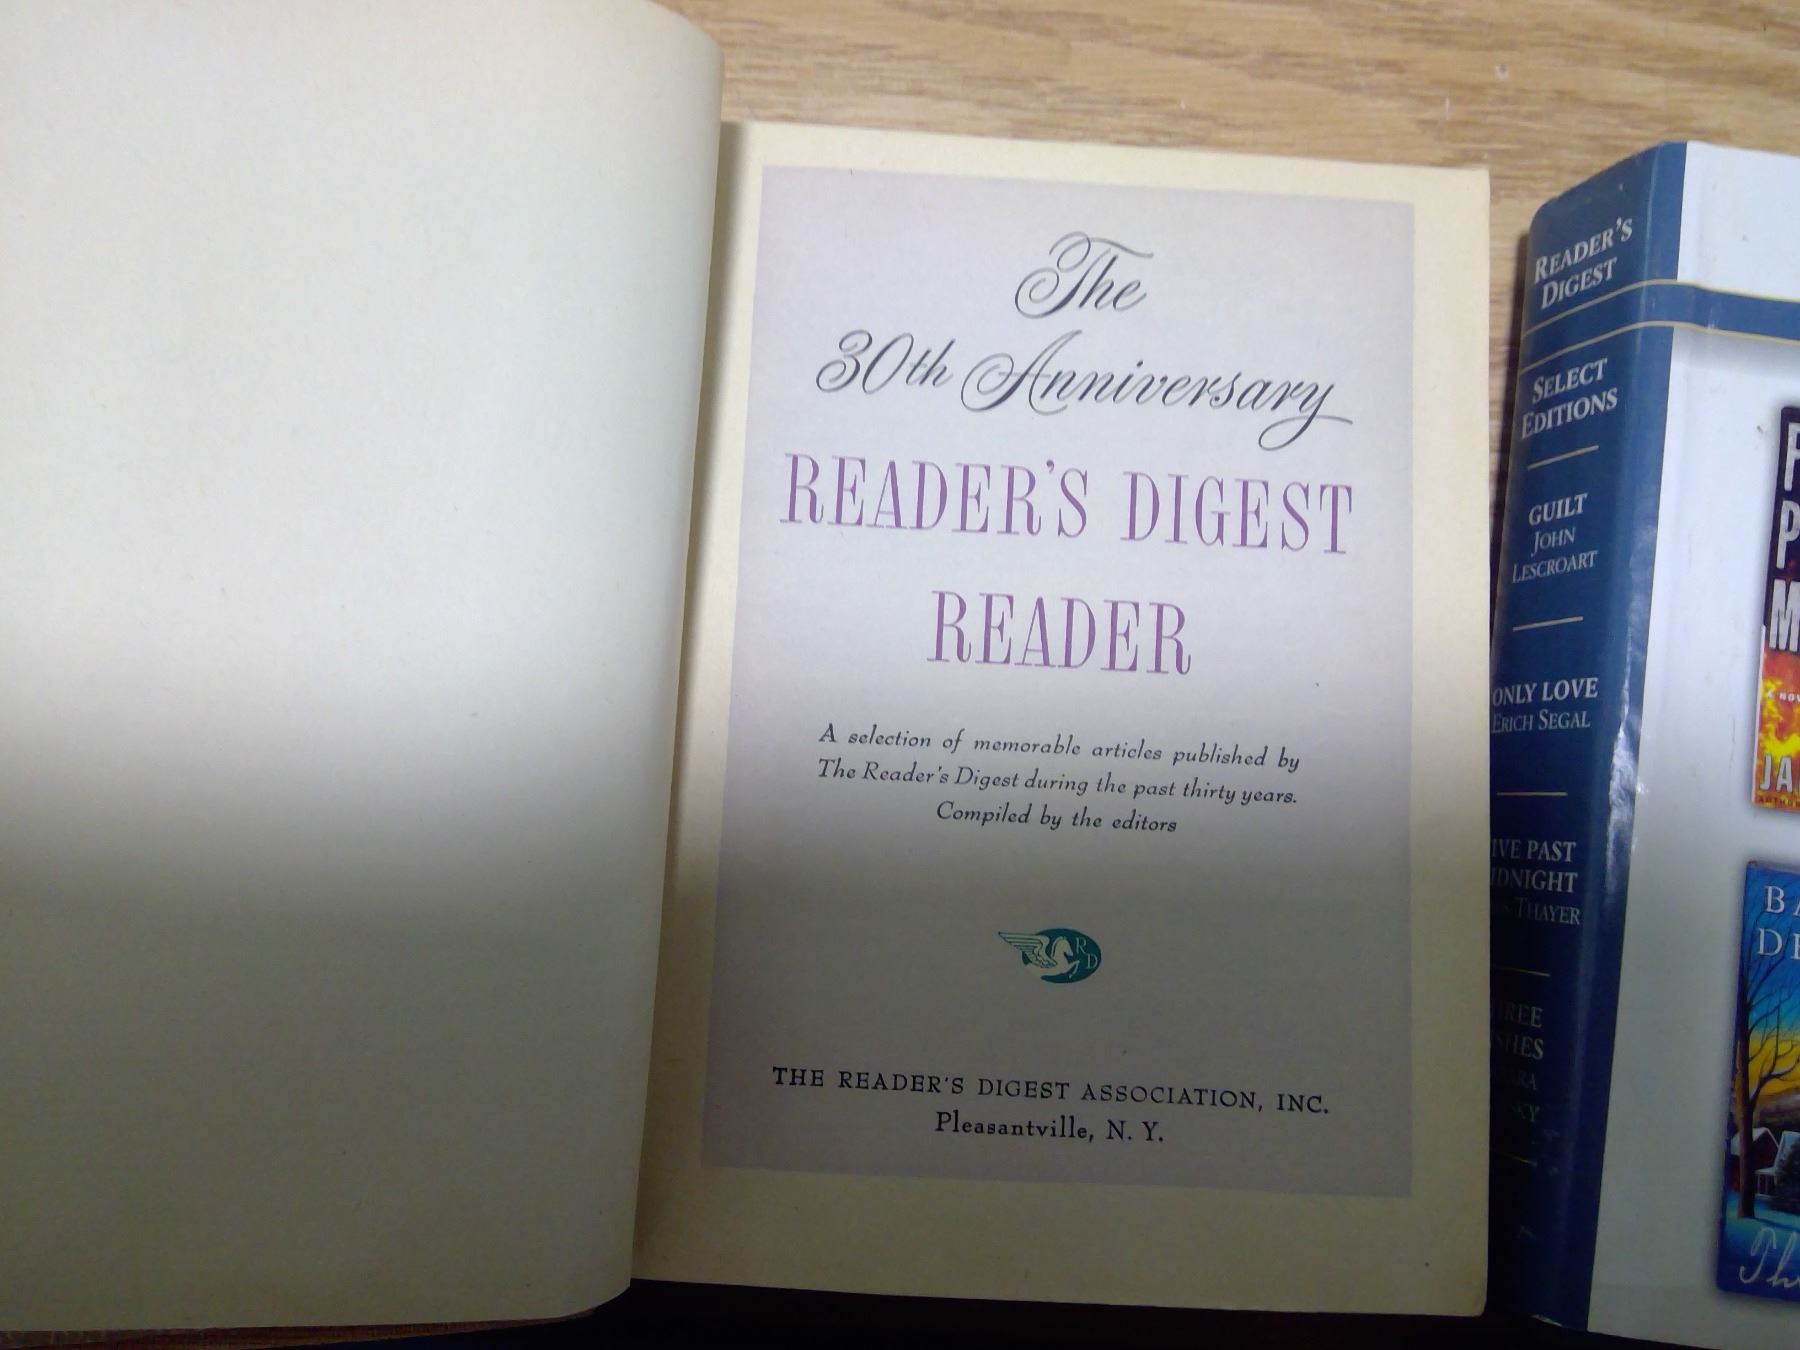 The
30th Anniversary
READER'S DIGEST
READER
A selection of memorable articles published by
The Reader's Digest during the past thirty years.
Compiled by the editors
R
D
THE READER'S DIGEST ASSOCIATION, INC.
Pleasantville, N. Y.
READER'S
DIGEST
SELECT
EDITIONS
GUILT
JOHN
LESCROART
ONLY LOVE
ERICH SEGAL
PAST
THAYER